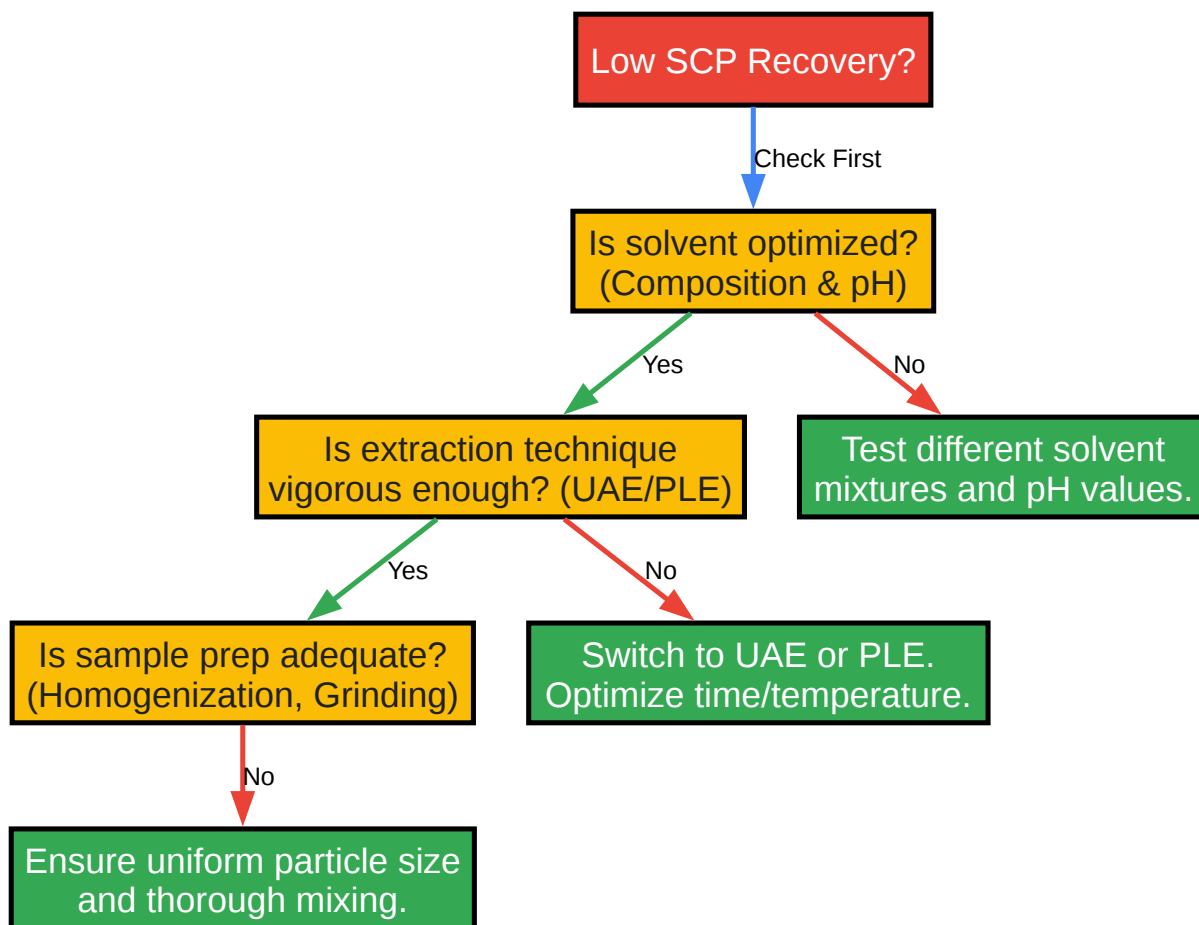 Low SCP Recovery?
Check First
Is solvent optimized?
(Composition & pH)
Yes
No
Is extraction technique
vigorous enough? (UAE/PLE)
Test different solvent
mixtures and pH values.
Yes
No
Is sample prep adequate?
(Homogenization, Grinding)
Switch to UAE or PLE.
Optimize time/temperature.
No
Ensure uniform particle size
and thorough mixing.